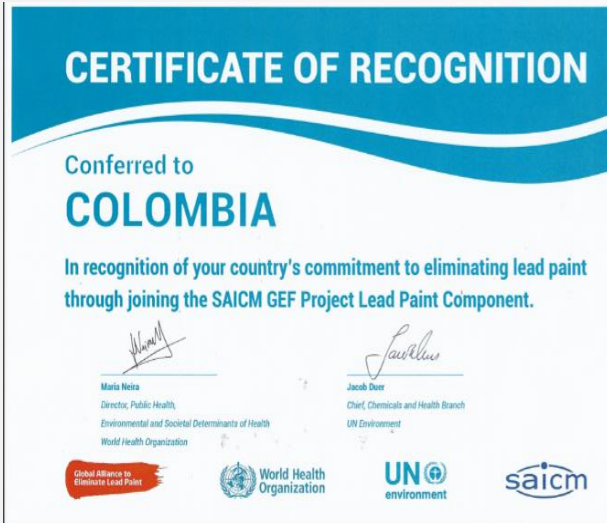 CERTIFICATE OF RECOGNITION
Conferred to
COLOMBIA
In recognition of your country's commitment to eliminating lead paint
through joining the SAICM GEF Project Lead Paint Component.
Maria Neira
Director, Public Health,
Environmental and Societal Determinants of Health
World Health Organization
Jacob Duer
Chief, Chemicals and Health Branch
UN Environment
Global Alliance to
Eliminate Lead Paint
World Health
Organization
UN
environment
saicm